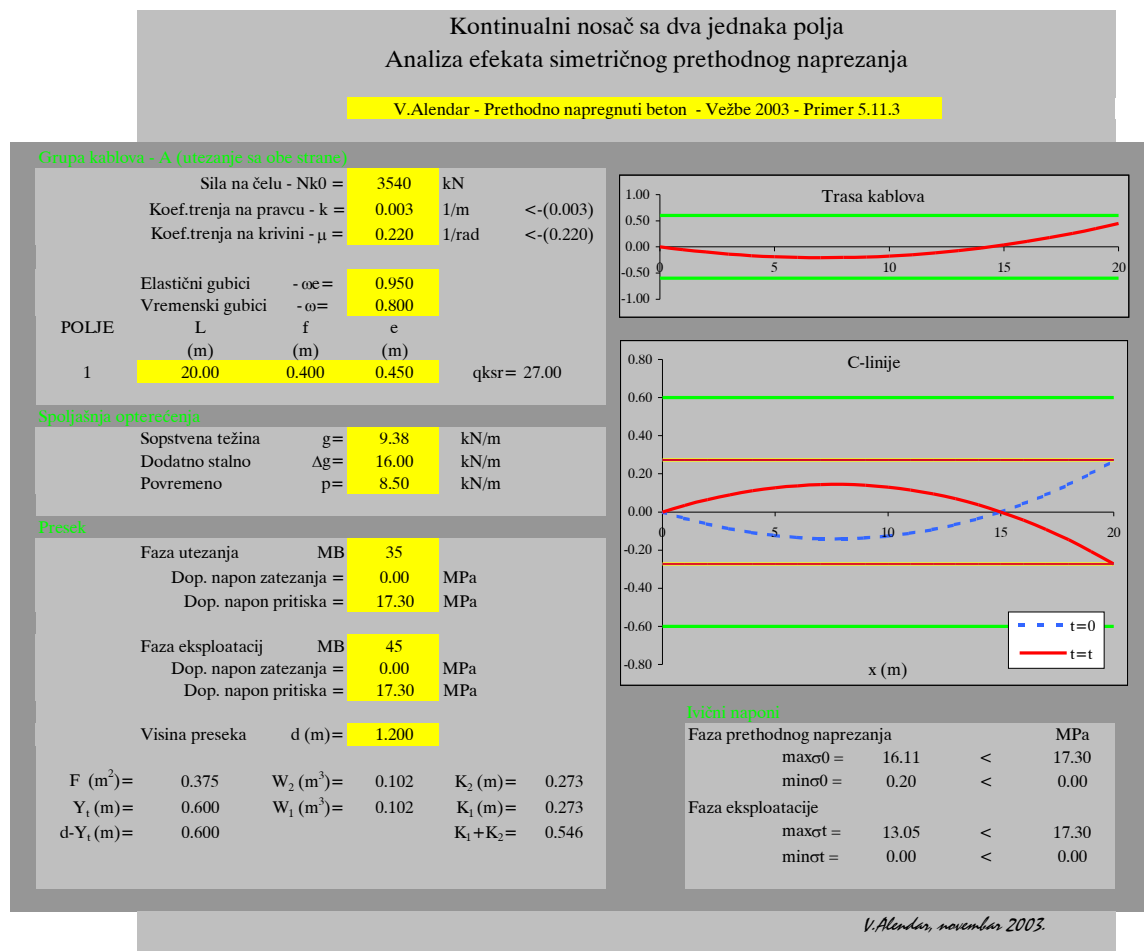 Kontinualni nosač sa dva jednaka polja
Analiza efekata simetričnog prethodnog naprezanja
V.Alendar - Prethodno napregnuti beton - Vežbe 2003 - Primer 5.11.3
Grupa kablova - A (utezanje sa obe strane)
Sila na čelu - Nk0 = 3540 kN
Koef.trenja na pravcu - k = 0.003 1/m <-(0.003)
Koef.trenja na krivini - μ = 0.220 1/rad <-(0.220)
Elastični gubici - ωe= 0.950
Vremenski gubici - ω= 0.800
POLJE L f e
(m) (m) (m)
1 20.00 0.400 0.450 qksr= 27.00
Spoljašnja opterećenja
Sopstvena težina g= 9.38 kN/m
Dodatno stalno Δg= 16.00 kN/m
Povremeno p= 8.50 kN/m
Presek
Faza utezanja MB 35
Dop. napon zatezanja = 0.00 MPa
Dop. napon pritiska = 17.30 MPa
Faza eksploatacij MB 45
Dop. napon zatezanja = 0.00 MPa
Dop. napon pritiska = 17.30 MPa
Visina preseka d (m)= 1.200
F (m²)= 0.375 W₂ (m³)= 0.102 K₂ (m)= 0.273
Yₜ (m)= 0.600 W₁ (m³)= 0.102 K₁ (m)= 0.273
d-Yₜ (m)= 0.600 K₁+K₂= 0.546
Trasa kablova
1.00
0.50
0.00
-0.50
-1.00
0 5 10 15 20
C-linije
0.80
0.60
0.40
0.20
0.00
-0.20
-0.40
-0.60
-0.80
0 5 10 15 20
t=0
t=t
x (m)
Ivični naponi
Faza prethodnog naprezanja MPa
maxσ0 = 16.11 < 17.30
minσ0 = 0.20 < 0.00
Faza eksploatacije
maxσt = 13.05 < 17.30
minσt = 0.00 < 0.00
V.Alendar, novembar 2003.